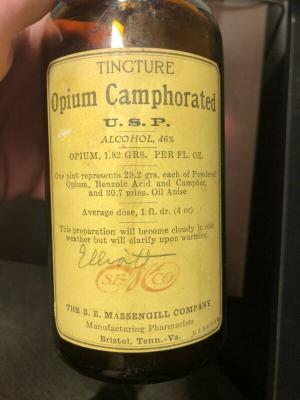 TINCTURE
Opium Camphorated
U. S. P.
ALCOHOL, 46%
OPIUM, 1.82 GRS. PER FL. OZ.
One pint represents 29.2 grs. each of Powdered
Opium, Benzoic Acid and Camphor,
and 30.7 mins. Oil Anise
Average dose, 1 fl. dr. (4 cc)
This preparation will become cloudy in cold
weather but will clarify upon warming.
Elliott
SE M CO
THE S. E. MASSENGILL COMPANY
Manufacturing Pharmacists
Bristol, Tenn.-Va.